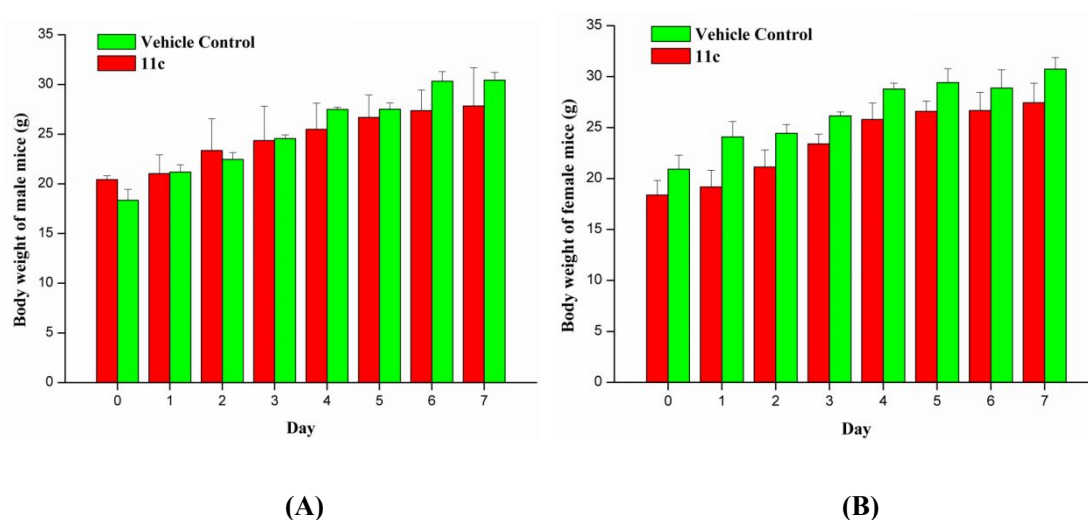 Vehicle Control
11c
Body weight of male mice (g)
35
30
25
20
15
10
5
0
0 1 2 3 4 5 6 7
Day
(A)
Vehicle Control
11c
Body weight of female mice (g)
35
30
25
20
15
10
5
0
0 1 2 3 4 5 6 7
Day
(B)